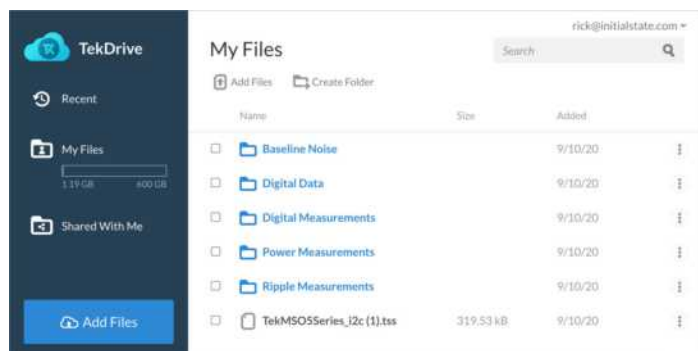 rick@initialstate.com
TekDrive
My Files
Search
Add Files
Create Folder
Recent
Name
Size
Added
My Files
1.19 GB
600 GB
Baseline Noise
9/10/20
Digital Data
9/10/20
Shared With Me
Digital Measurements
9/10/20
Power Measurements
9/10/20
Ripple Measurements
9/10/20
Add Files
TekMSO5Series_i2c (1).tss
319.53 kB
9/10/20